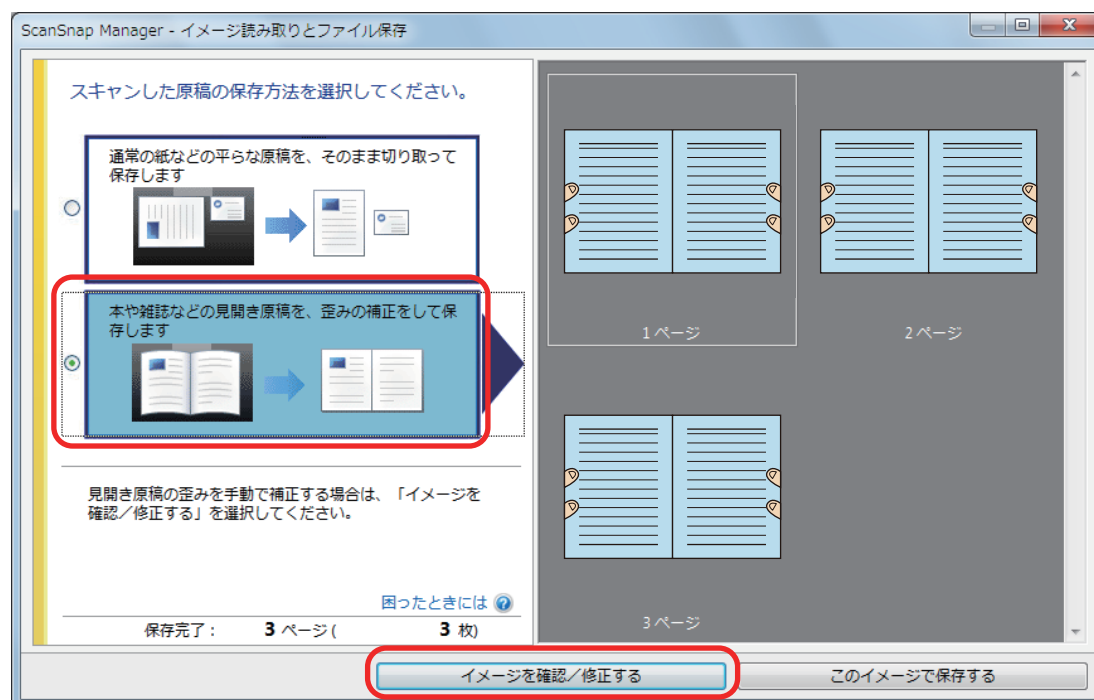 ScanSnap Manager - イメージ読み取りとファイル保存
スキャンした原稿の保存方法を選択してください。
通常の紙などの平らな原稿を、そのまま切り取って
保存します
本や雑誌などの見開き原稿を、歪みの補正をして保
存します
見開き原稿の歪みを手動で補正する場合は、「イメージを
確認／修正する」を選択してください。
困ったときには
保存完了： 3 ページ ( 3 枚)
1 ページ
2 ページ
3 ページ
イメージを確認／修正する
このイメージで保存する